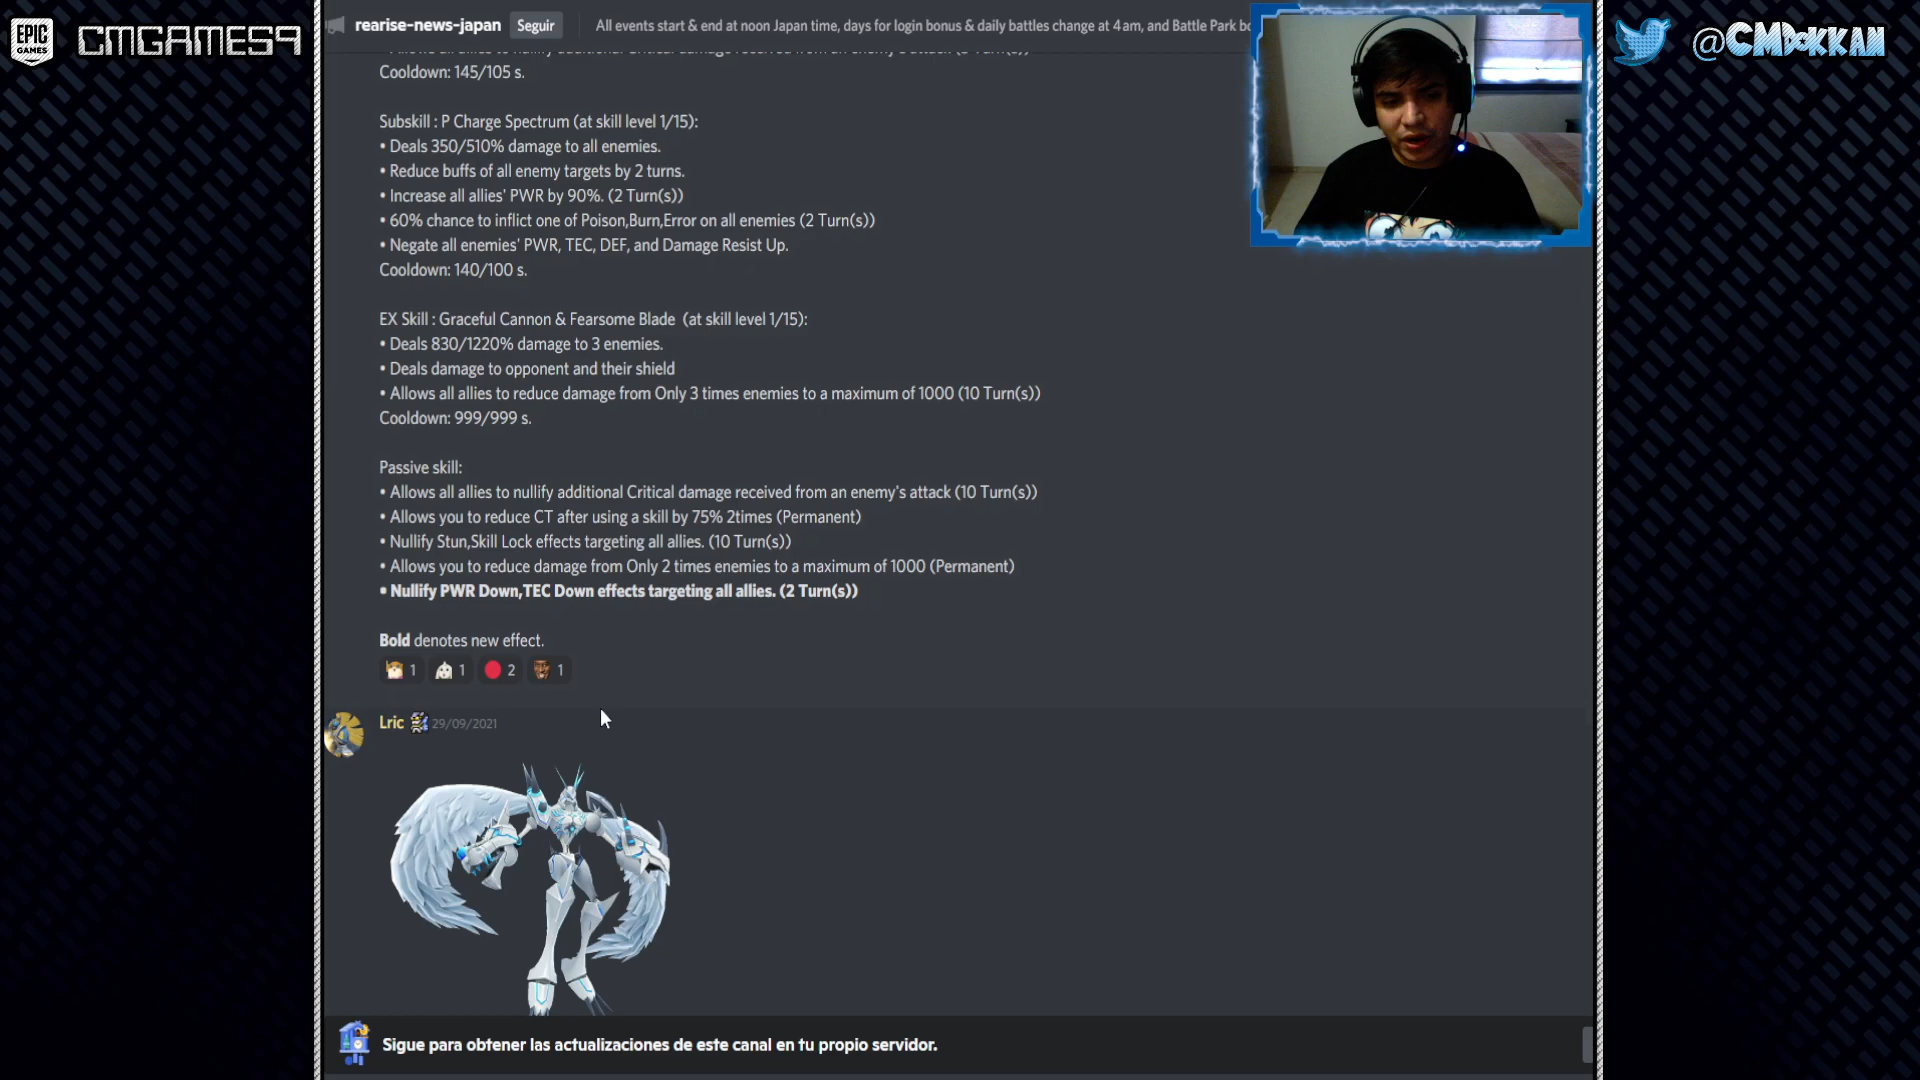 EPIC GAMES
CMGAMES9
rearise-news-japan
Seguir
All events start & end at noon Japan time, days for login bonus & daily battles change at 4am, and Battle Park bo
@CMDokkan
Cooldown: 145/105 s.
Subskill : P Charge Spectrum (at skill level 1/15):
• Deals 350/510% damage to all enemies.
• Reduce buffs of all enemy targets by 2 turns.
• Increase all allies' PWR by 90%. (2 Turn(s))
• 60% chance to inflict one of Poison,Burn,Error on all enemies (2 Turn(s))
• Negate all enemies' PWR, TEC, DEF, and Damage Resist Up.
Cooldown: 140/100 s.
EX Skill : Graceful Cannon & Fearsome Blade (at skill level 1/15):
• Deals 830/1220% damage to 3 enemies.
• Deals damage to opponent and their shield
• Allows all allies to reduce damage from Only 3 times enemies to a maximum of 1000 (10 Turn(s))
Cooldown: 999/999 s.
Passive skill:
• Allows all allies to nullify additional Critical damage received from an enemy's attack (10 Turn(s))
• Allows you to reduce CT after using a skill by 75% 2times (Permanent)
• Nullify Stun,Skill Lock effects targeting all allies. (10 Turn(s))
• Allows you to reduce damage from Only 2 times enemies to a maximum of 1000 (Permanent)
• Nullify PWR Down,TEC Down effects targeting all allies. (2 Turn(s))
Bold denotes new effect.
1 1 2 1
Lric 29/09/2021
Sigue para obtener las actualizaciones de este canal en tu propio servidor.